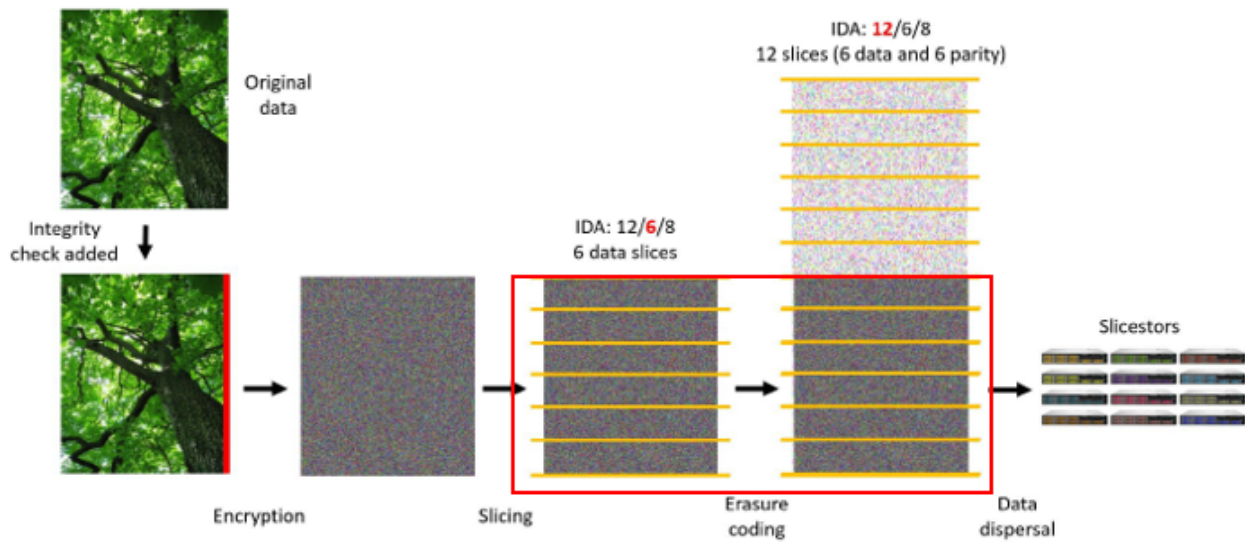 Original
data
Integrity
check added
IDA: 12/6/8
6 data slices
IDA: 12/6/8
12 slices (6 data and 6 parity)
Slicestors
Encryption
Slicing
Erasure
coding
Data
dispersal